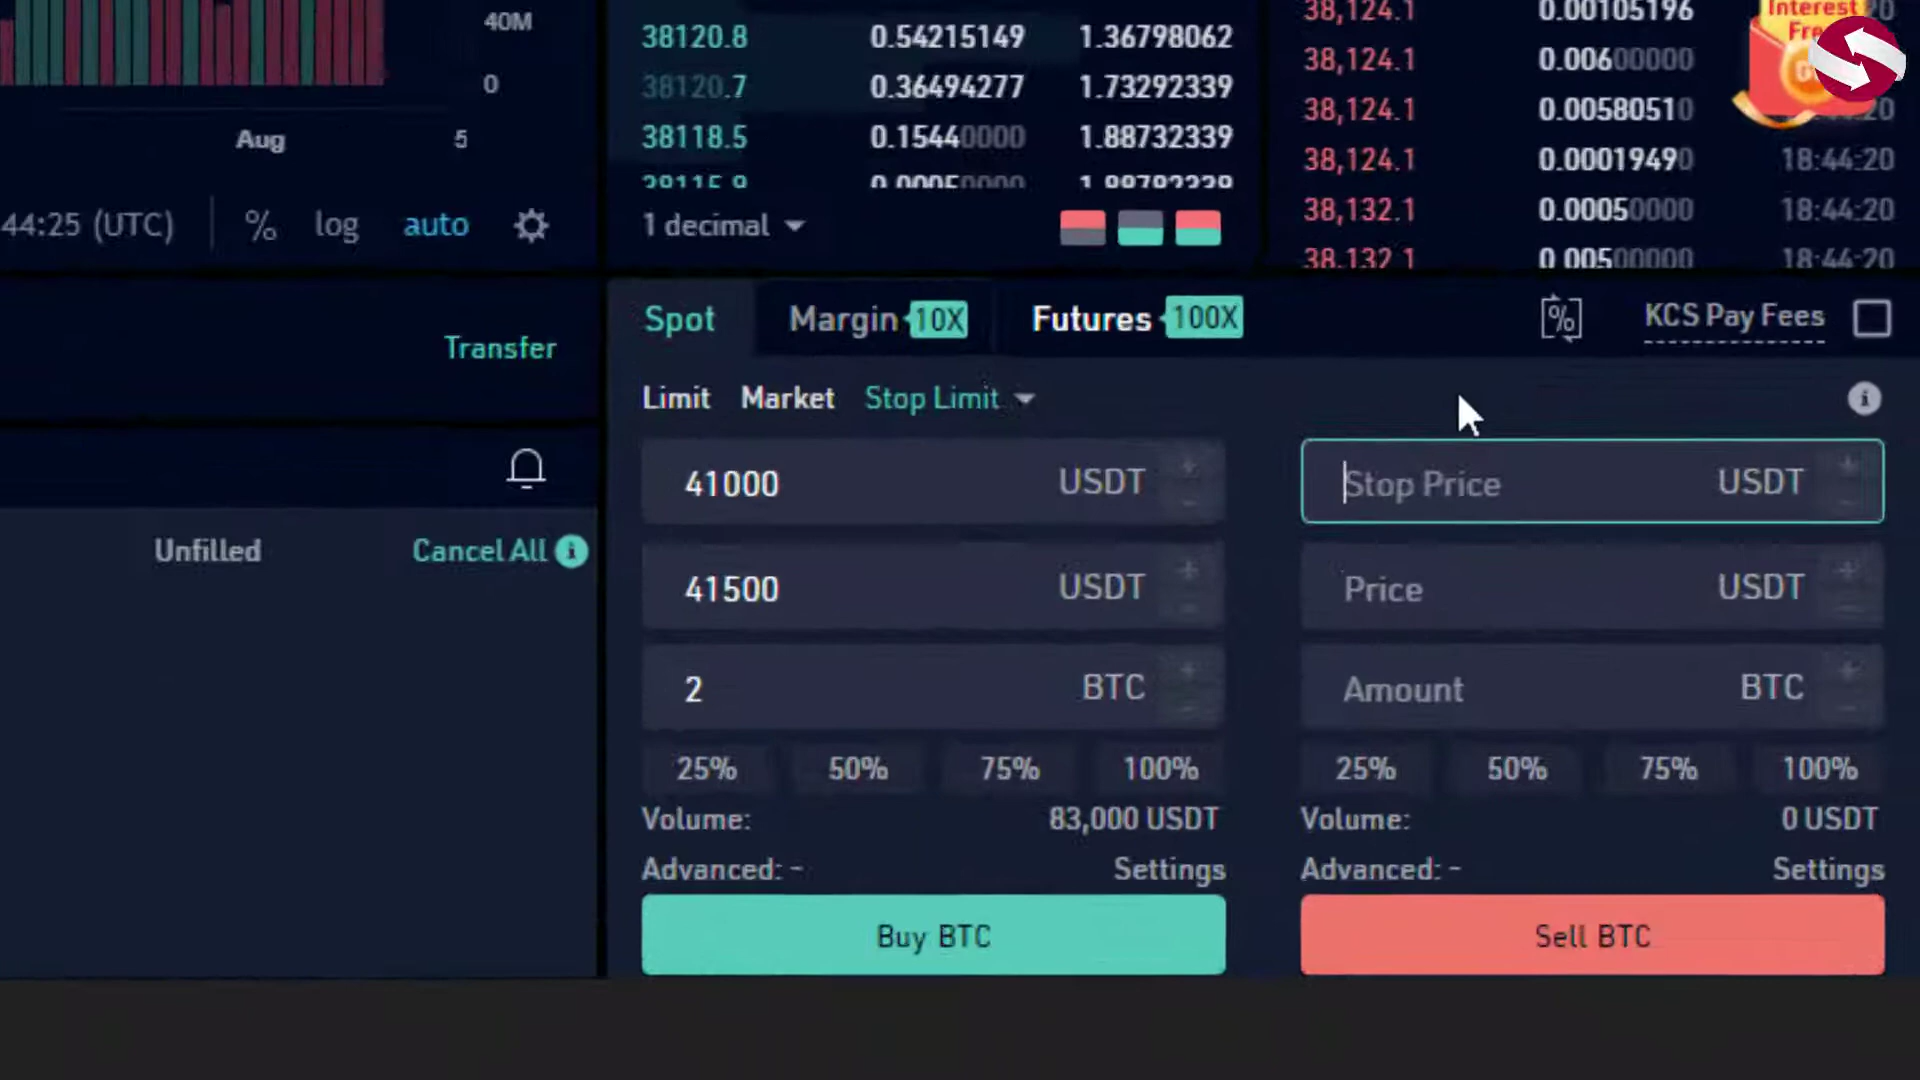 40M
0
Aug 5
44:25 (UTC) % log auto
38120.8 0.54215149 1.36798062
38120.7 0.36494277 1.73292339
38118.5 0.15440000 1.88732339
1 decimal
38,124.1 0.00105196
38,124.1 0.00600000
38,124.1 0.00580510
38,124.1 0.00019490 18:44:20
38,132.1 0.00050000 18:44:20
38,132.1 0.00500000 18:44:20
Interest
Transfer
Unfilled Cancel All
Spot Margin 10X Futures 100X % KCS Pay Fees
Limit Market Stop Limit
41000 USDT
41500 USDT
2 BTC
25% 50% 75% 100%
Volume: 83,000 USDT
Advanced: - Settings
Buy BTC
Stop Price USDT
Price USDT
Amount BTC
25% 50% 75% 100%
Volume: 0 USDT
Advanced: - Settings
Sell BTC